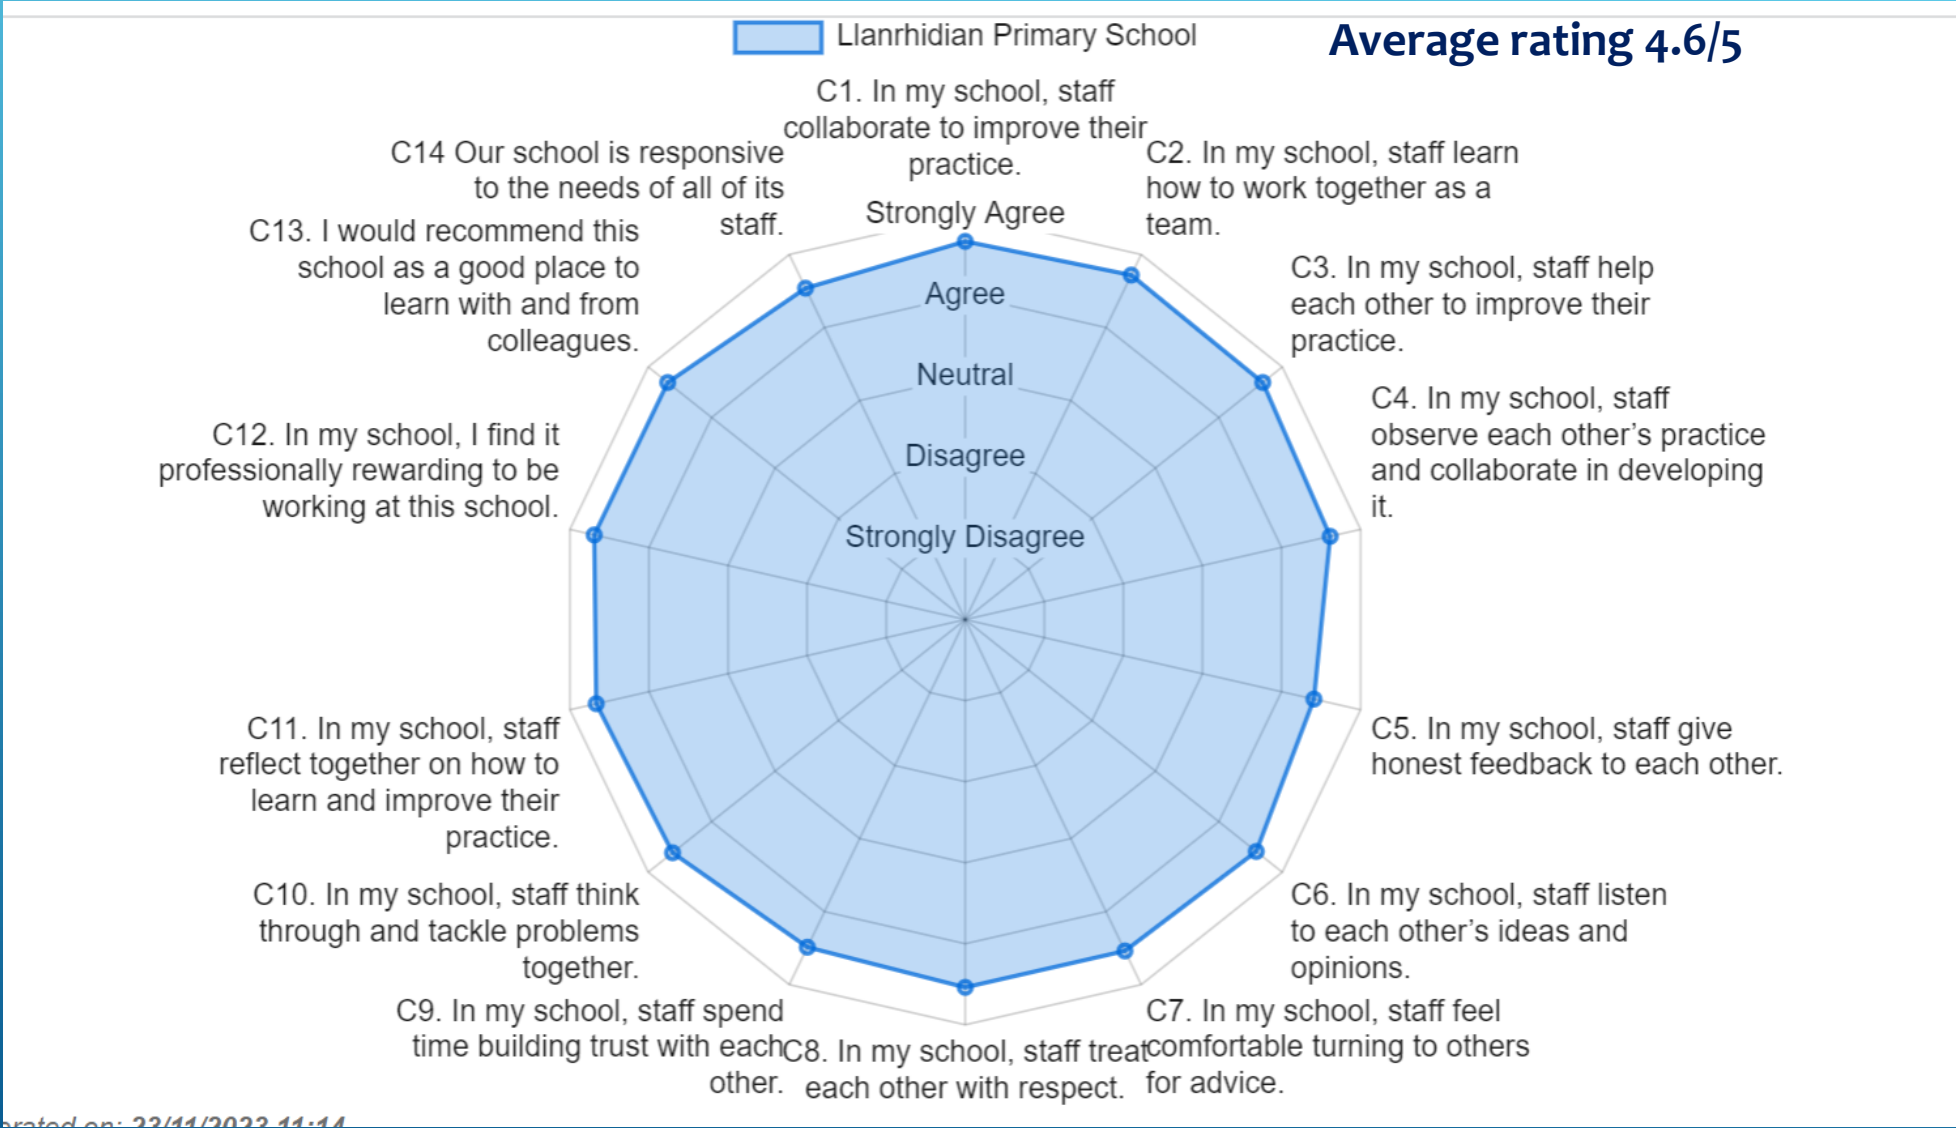 Llanrhidian Primary School
Average rating 4.6/5
C1. In my school, staff
collaborate to improve their
practice.
C2. In my school, staff learn
how to work together as a
team.
C3. In my school, staff help
each other to improve their
practice.
C4. In my school, staff
observe each other’s practice
and collaborate in developing
it.
C5. In my school, staff give
honest feedback to each other.
C6. In my school, staff listen
to each other’s ideas and
opinions.
C7. In my school, staff feel
comfortable turning to others
for advice.
C8. In my school, staff treat
each other with respect.
C9. In my school, staff spend
time building trust with each
other.
C10. In my school, staff think
through and tackle problems
together.
C11. In my school, staff
reflect together on how to
learn and improve their
practice.
C12. In my school, I find it
professionally rewarding to be
working at this school.
C13. I would recommend this
school as a good place to
learn with and from
colleagues.
C14 Our school is responsive
to the needs of all of its
staff.
Strongly Agree
Agree
Neutral
Disagree
Strongly Disagree
on: 23/11/2023 11:14